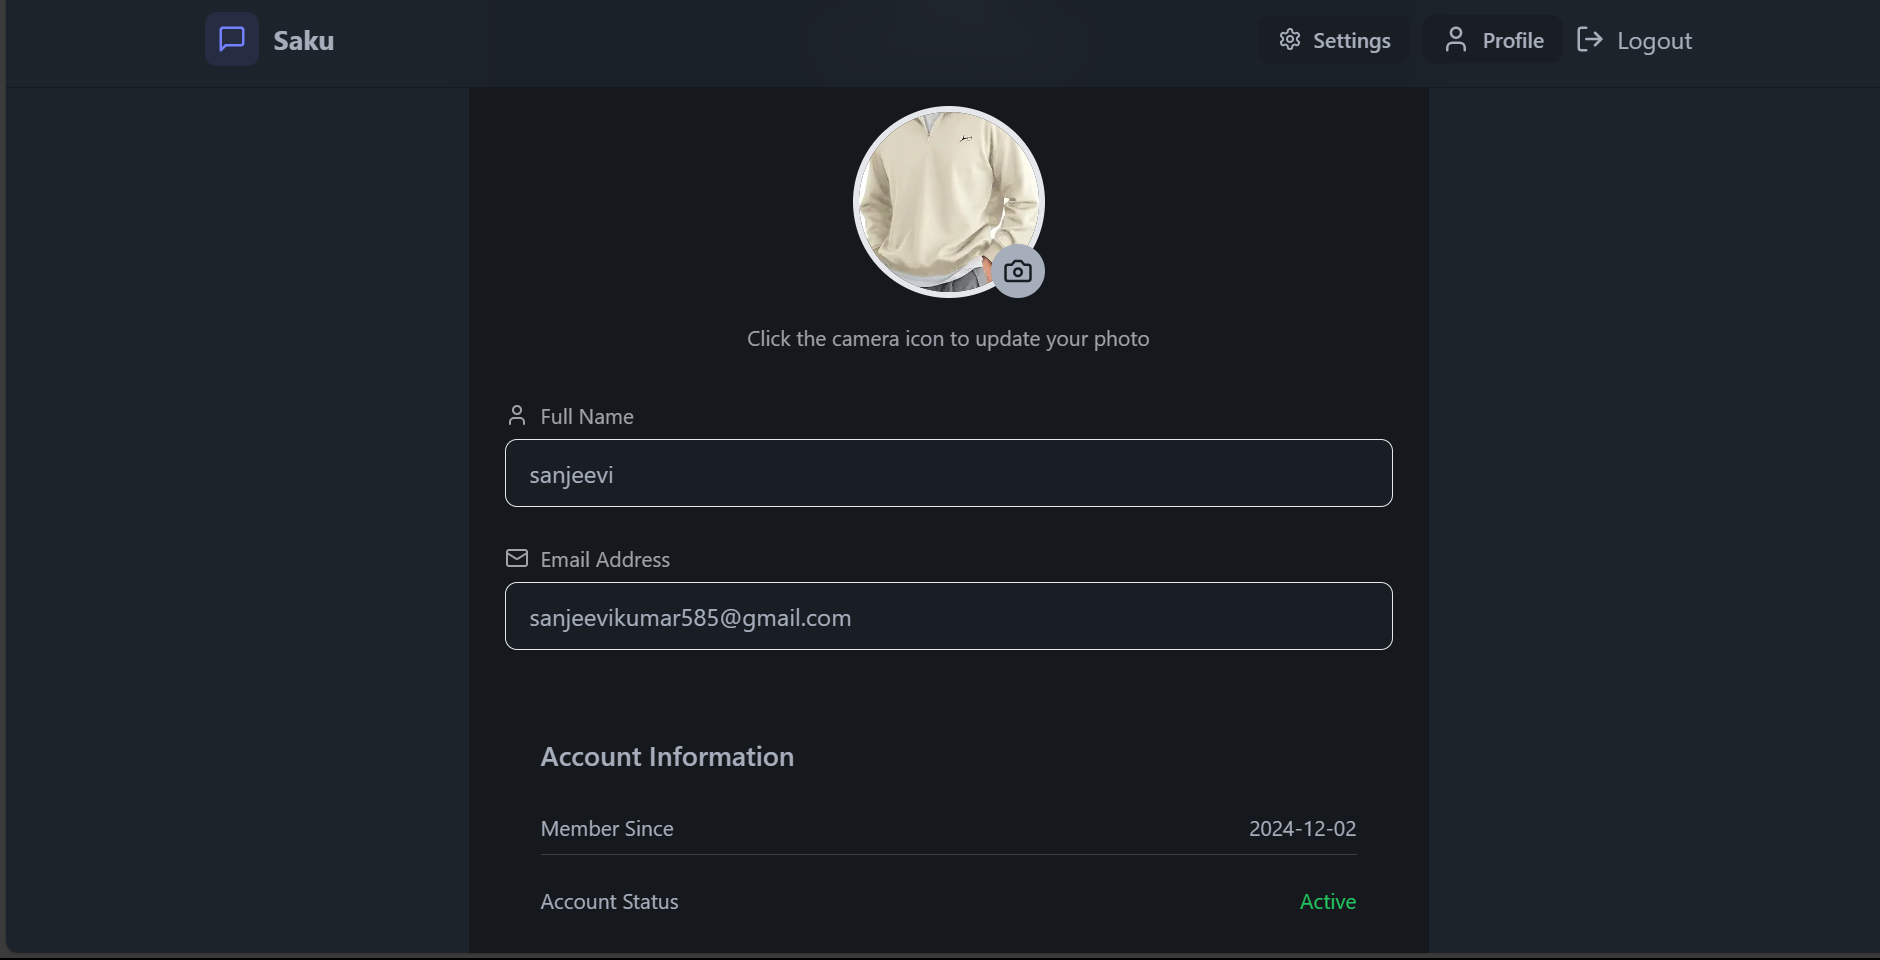 Saku
Settings
Profile
Logout
Click the camera icon to update your photo
Full Name
sanjeevi
Email Address
sanjeevikumar585@gmail.com
Account Information
Member Since 2024-12-02
Account Status Active